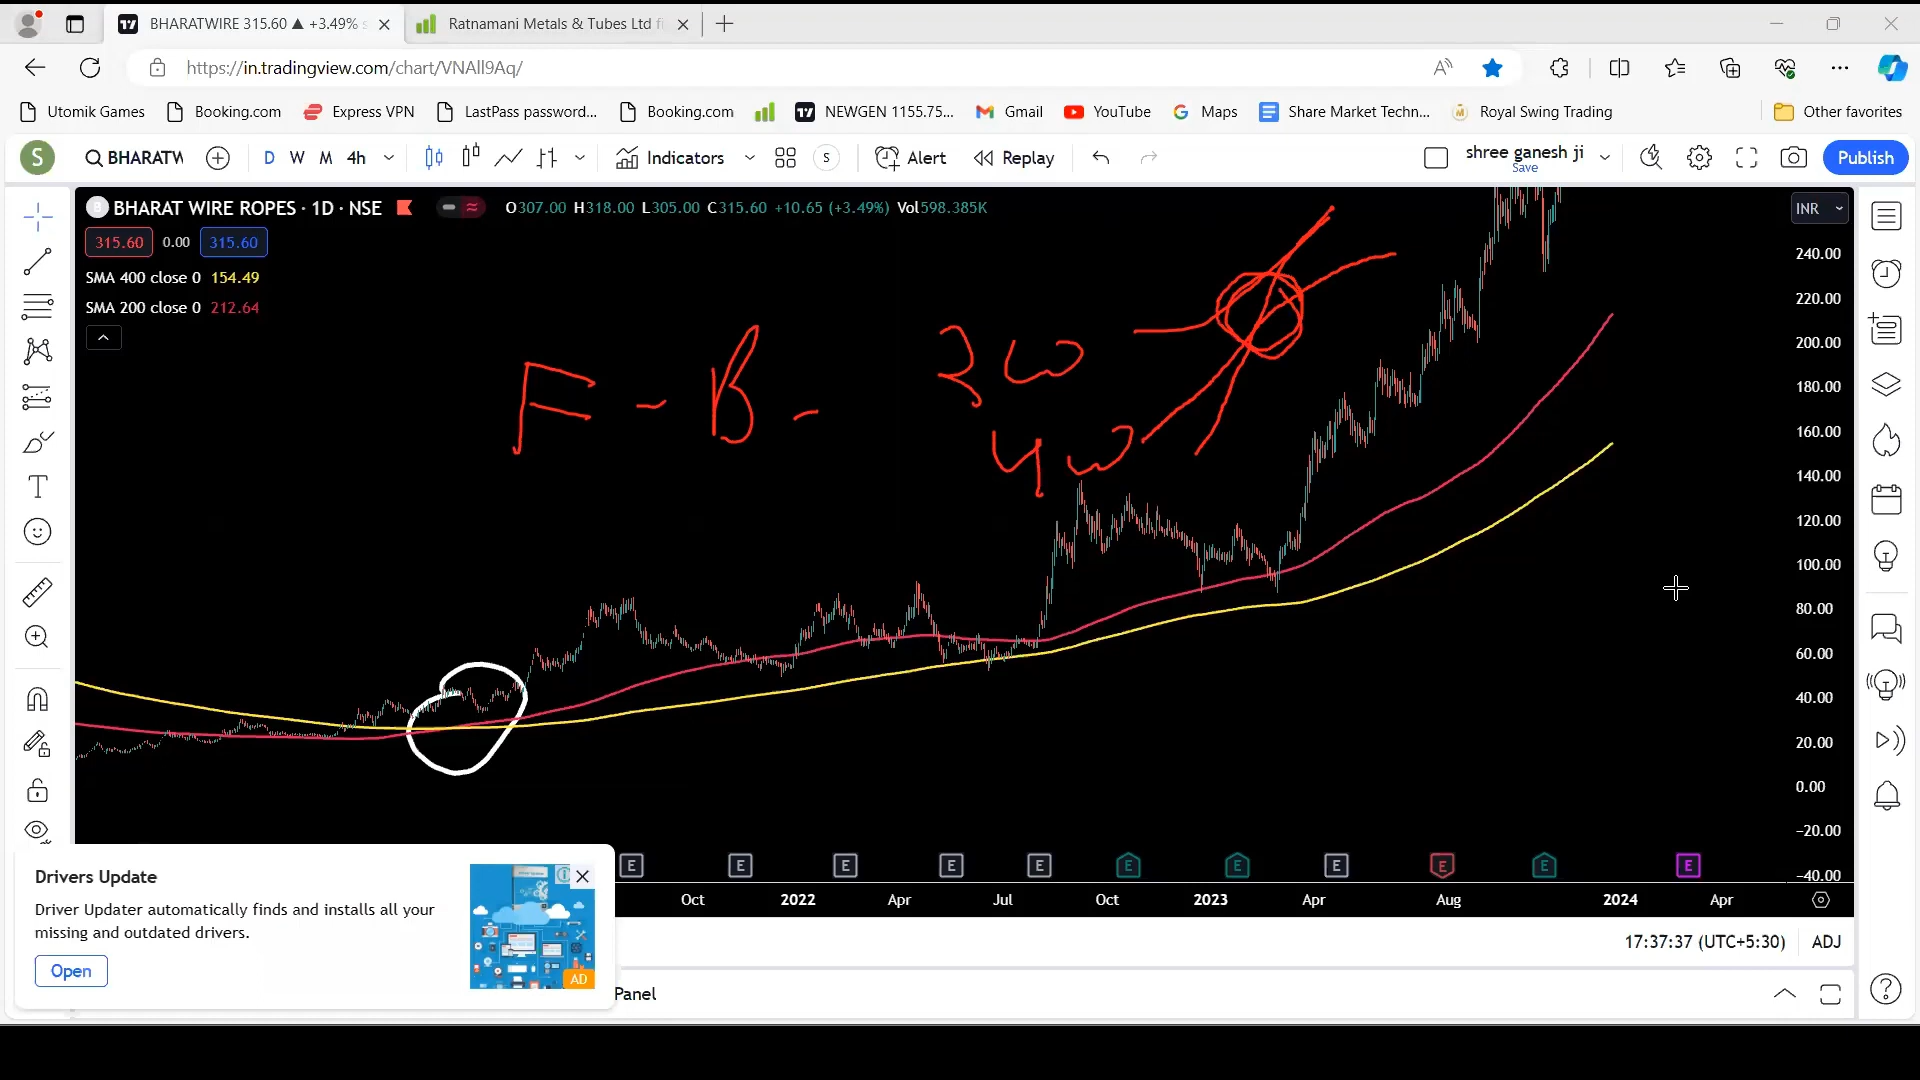 BHARATWIRE 315.60 ▲ +3.49%
Ratnamani Metals & Tubes Ltd
https://in.tradingview.com/chart/VNAll9Aq/
Utomik Games
Booking.com
Express VPN
LastPass password...
Booking.com
NEWGEN 1155.75...
Gmail
YouTube
Maps
Share Market Techn...
Royal Swing Trading
Other favorites
S
BHARATW
D W M 4h
Indicators
S
Alert
Replay
shree ganesh ji
Save
Publish
B BHARAT WIRE ROPES · 1D · NSE
O307.00 H318.00 L305.00 C315.60 +10.65 (+3.49%) Vol598.385K
INR
315.60 0.00 315.60
SMA 400 close 0 154.49
SMA 200 close 0 212.64
F - B -
3 W
4 W
240.00
220.00
200.00
180.00
160.00
140.00
120.00
100.00
80.00
60.00
40.00
20.00
0.00
−20.00
−40.00
E E E E E E E E E E E
Oct 2022 Apr Jul Oct 2023 Apr Aug 2024 Apr
17:37:37 (UTC+5:30) ADJ
Panel
Drivers Update
Driver Updater automatically finds and installs all your
missing and outdated drivers.
Open
AD